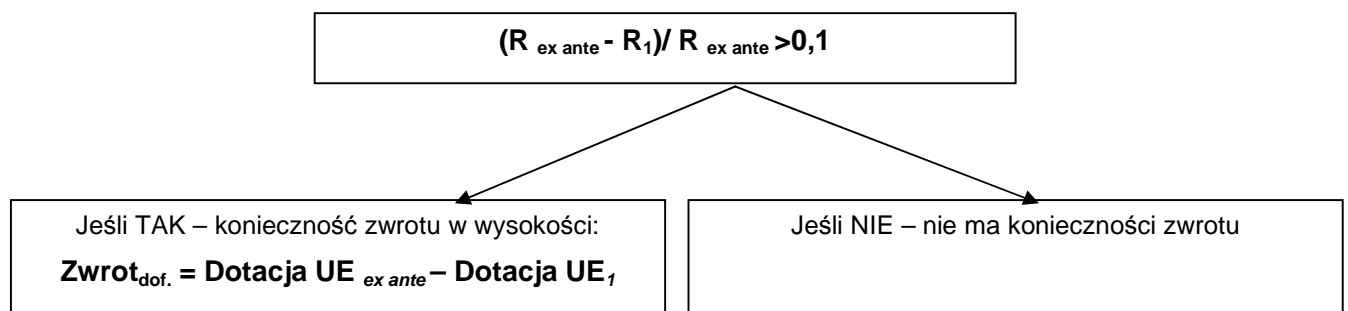 (R ex ante - R1)/ R ex ante >0,1
Jeśli TAK – konieczność zwrotu w wysokości:
Zwrotdof. = Dotacja UE ex ante – Dotacja UE1
Jeśli NIE – nie ma konieczności zwrotu